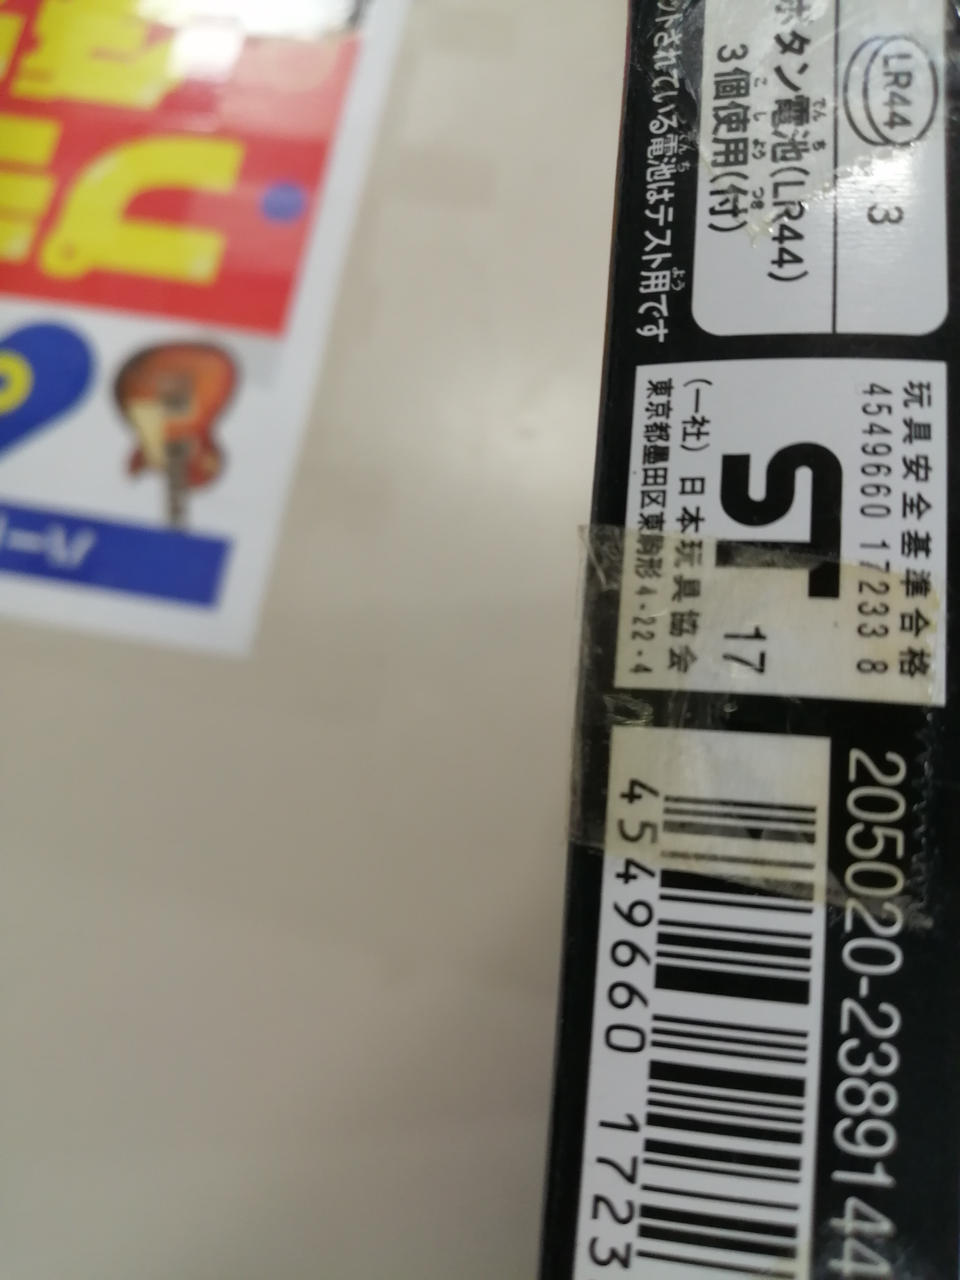 LR44
3
ボタン電池(LR44)
3個使用(付)
ットされている電池はテスト用です
玩具安全基準合格
4549660 17233 8
ST
17
(一社) 日本玩具協会
東京都墨田区東駒形4-22-4
205020-2389144
4549660 1723